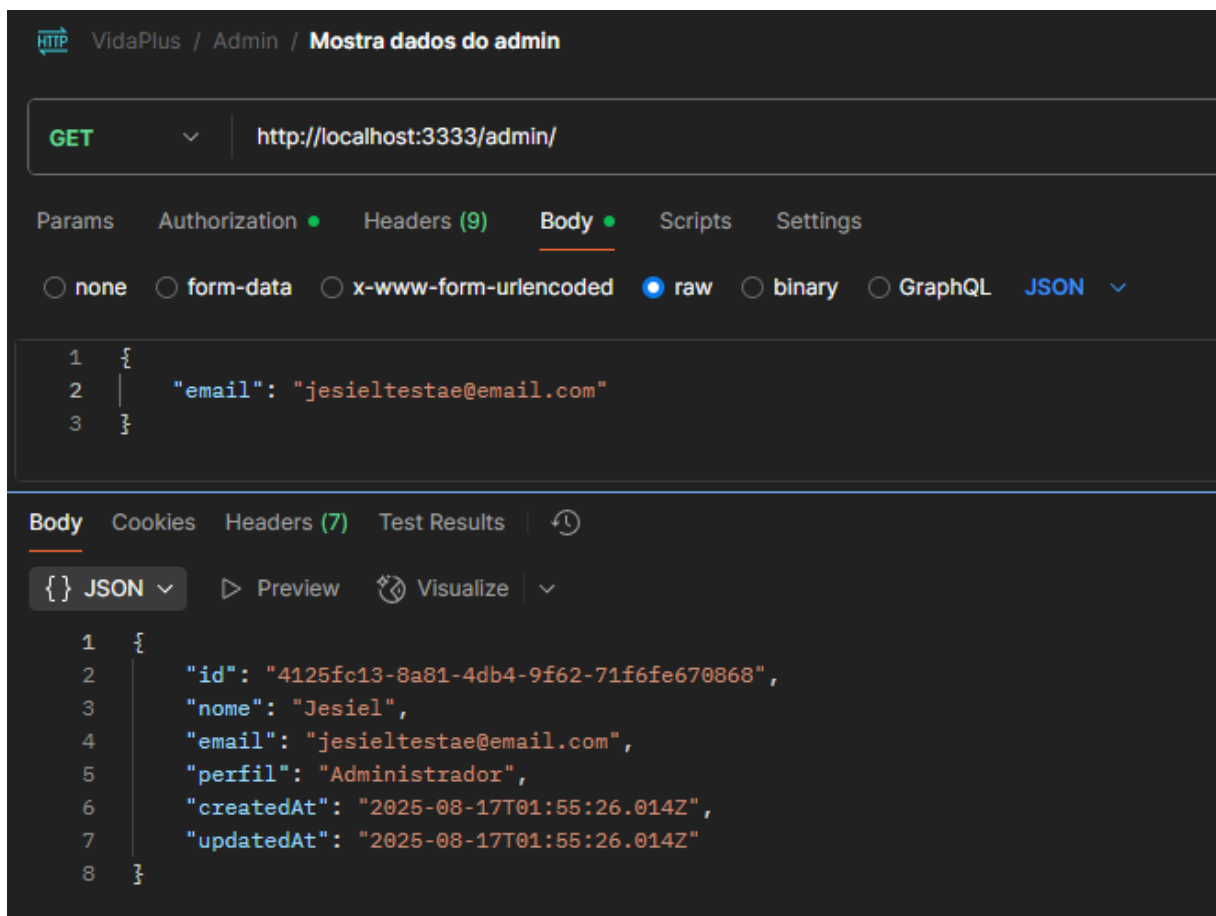 HTTP VidaPlus / Admin / Mostra dados do admin
GET http://localhost:3333/admin/
Params Authorization Headers (9) Body Scripts Settings
none form-data x-www-form-urlencoded raw binary GraphQL JSON
1 {
2 "email": "jesieltestae@email.com"
3 }
Body Cookies Headers (7) Test Results
{} JSON Preview Visualize
1 {
2 "id": "4125fc13-8a81-4db4-9f62-71f6fe670868",
3 "nome": "Jesiel",
4 "email": "jesieltestae@email.com",
5 "perfil": "Administrador",
6 "createdAt": "2025-08-17T01:55:26.014Z",
7 "updatedAt": "2025-08-17T01:55:26.014Z"
8 }